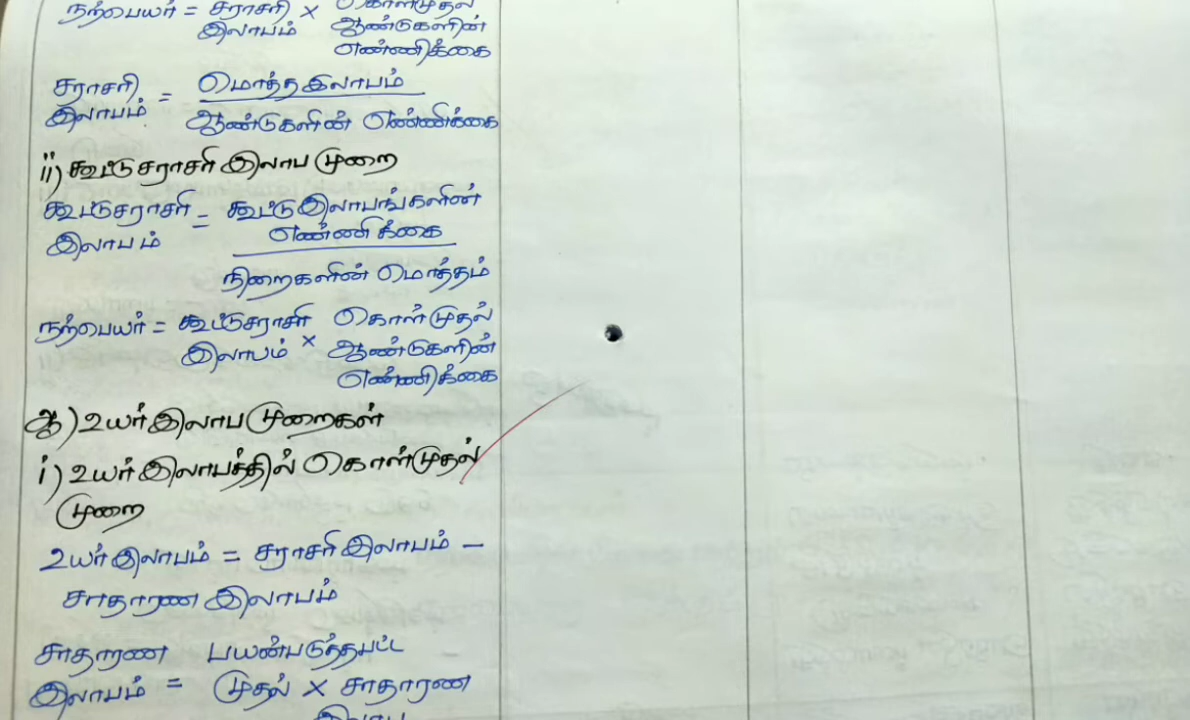 நற்பெயர் = சராசரி × கொள்முதல்
இலாபம் ஆண்டுகளின்
எண்ணிக்கை
சராசரி இலாபம் = மொத்த இலாபம்
ஆண்டுகளின் எண்ணிக்கை
ii) கூட்டு சராசரி இலாப முறை
கூட்டு சராசரி = கூட்டு இலாபங்களின்
இலாபம் எண்ணிக்கை
நிறைகளின் மொத்தம்
நற்பெயர் = கூட்டு சராசரி கொள்முதல்
இலாபம் × ஆண்டுகளின்
எண்ணிக்கை
ஆ) உயர் இலாப முறைகள்
i) உயர் இலாபத்தில் கொள்முதல்
முறை
உயர் இலாபம் = சராசரி இலாபம் –
சாதாரண இலாபம்
சாதாரண பயன்படுத்தபட்ட
இலாபம் = முதல் × சாதாரண